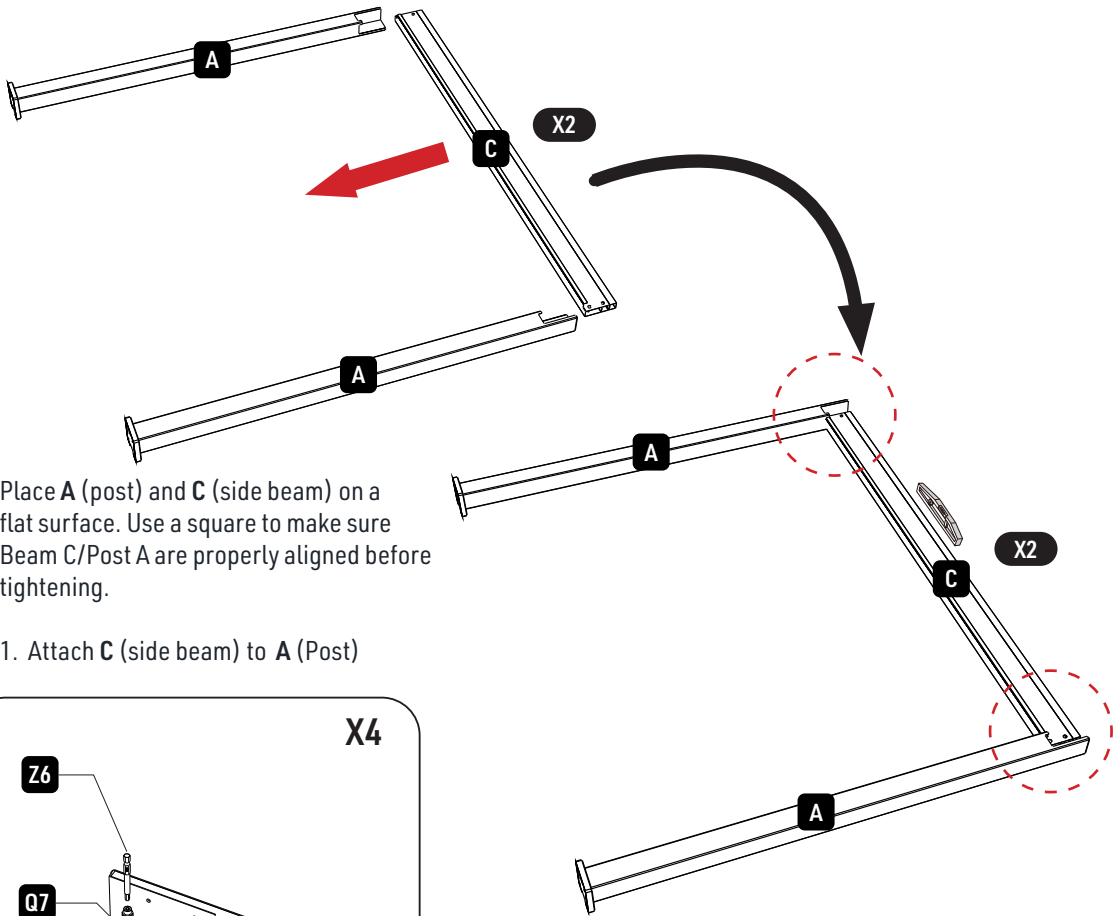 A
X2
C
A
A
X2
C
A
Place A (post) and C (side beam) on a
flat surface. Use a square to make sure
Beam C/Post A are properly aligned before
tightening.
1. Attach C (side beam) to A (Post)
X4
Z6
Q7